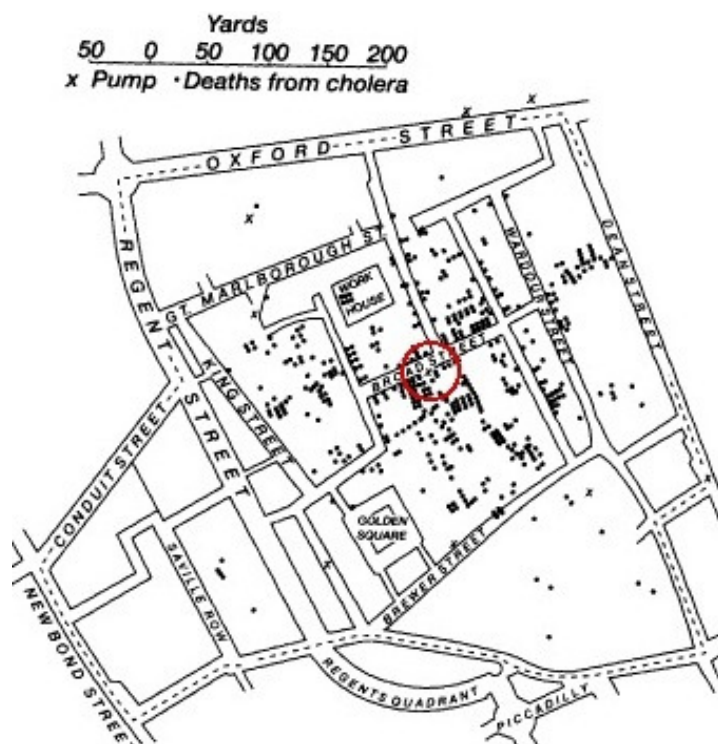 Yards
50 0 50 100 150 200
x Pump • Deaths from cholera
OXFORD STREET
REGENT STREET
GT. MARLBOROUGH ST.
WORK
HOUSE
WARDOUR STREET
DEAN STREET
BROAD STREET
KING STREET
CONDUIT STREET
GOLDEN
SQUARE
SAVILLE ROW
BREWER STREET
NEW BOND STREET
REGENTS QUADRANT
PICCADILLY